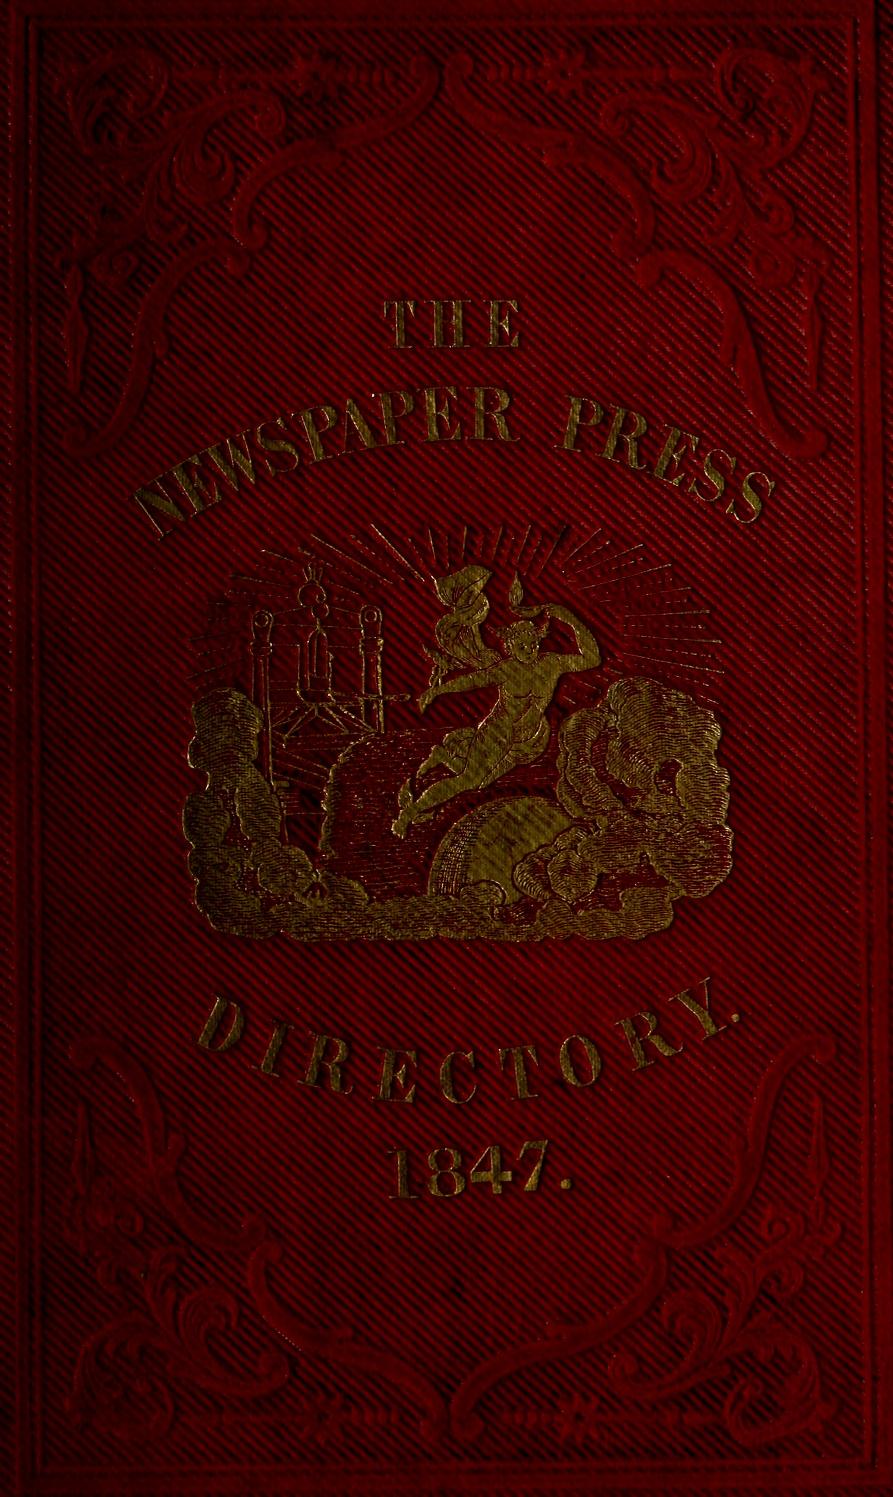 THE
NEWSPAPER PRESS
DIRECTORY.
1847.